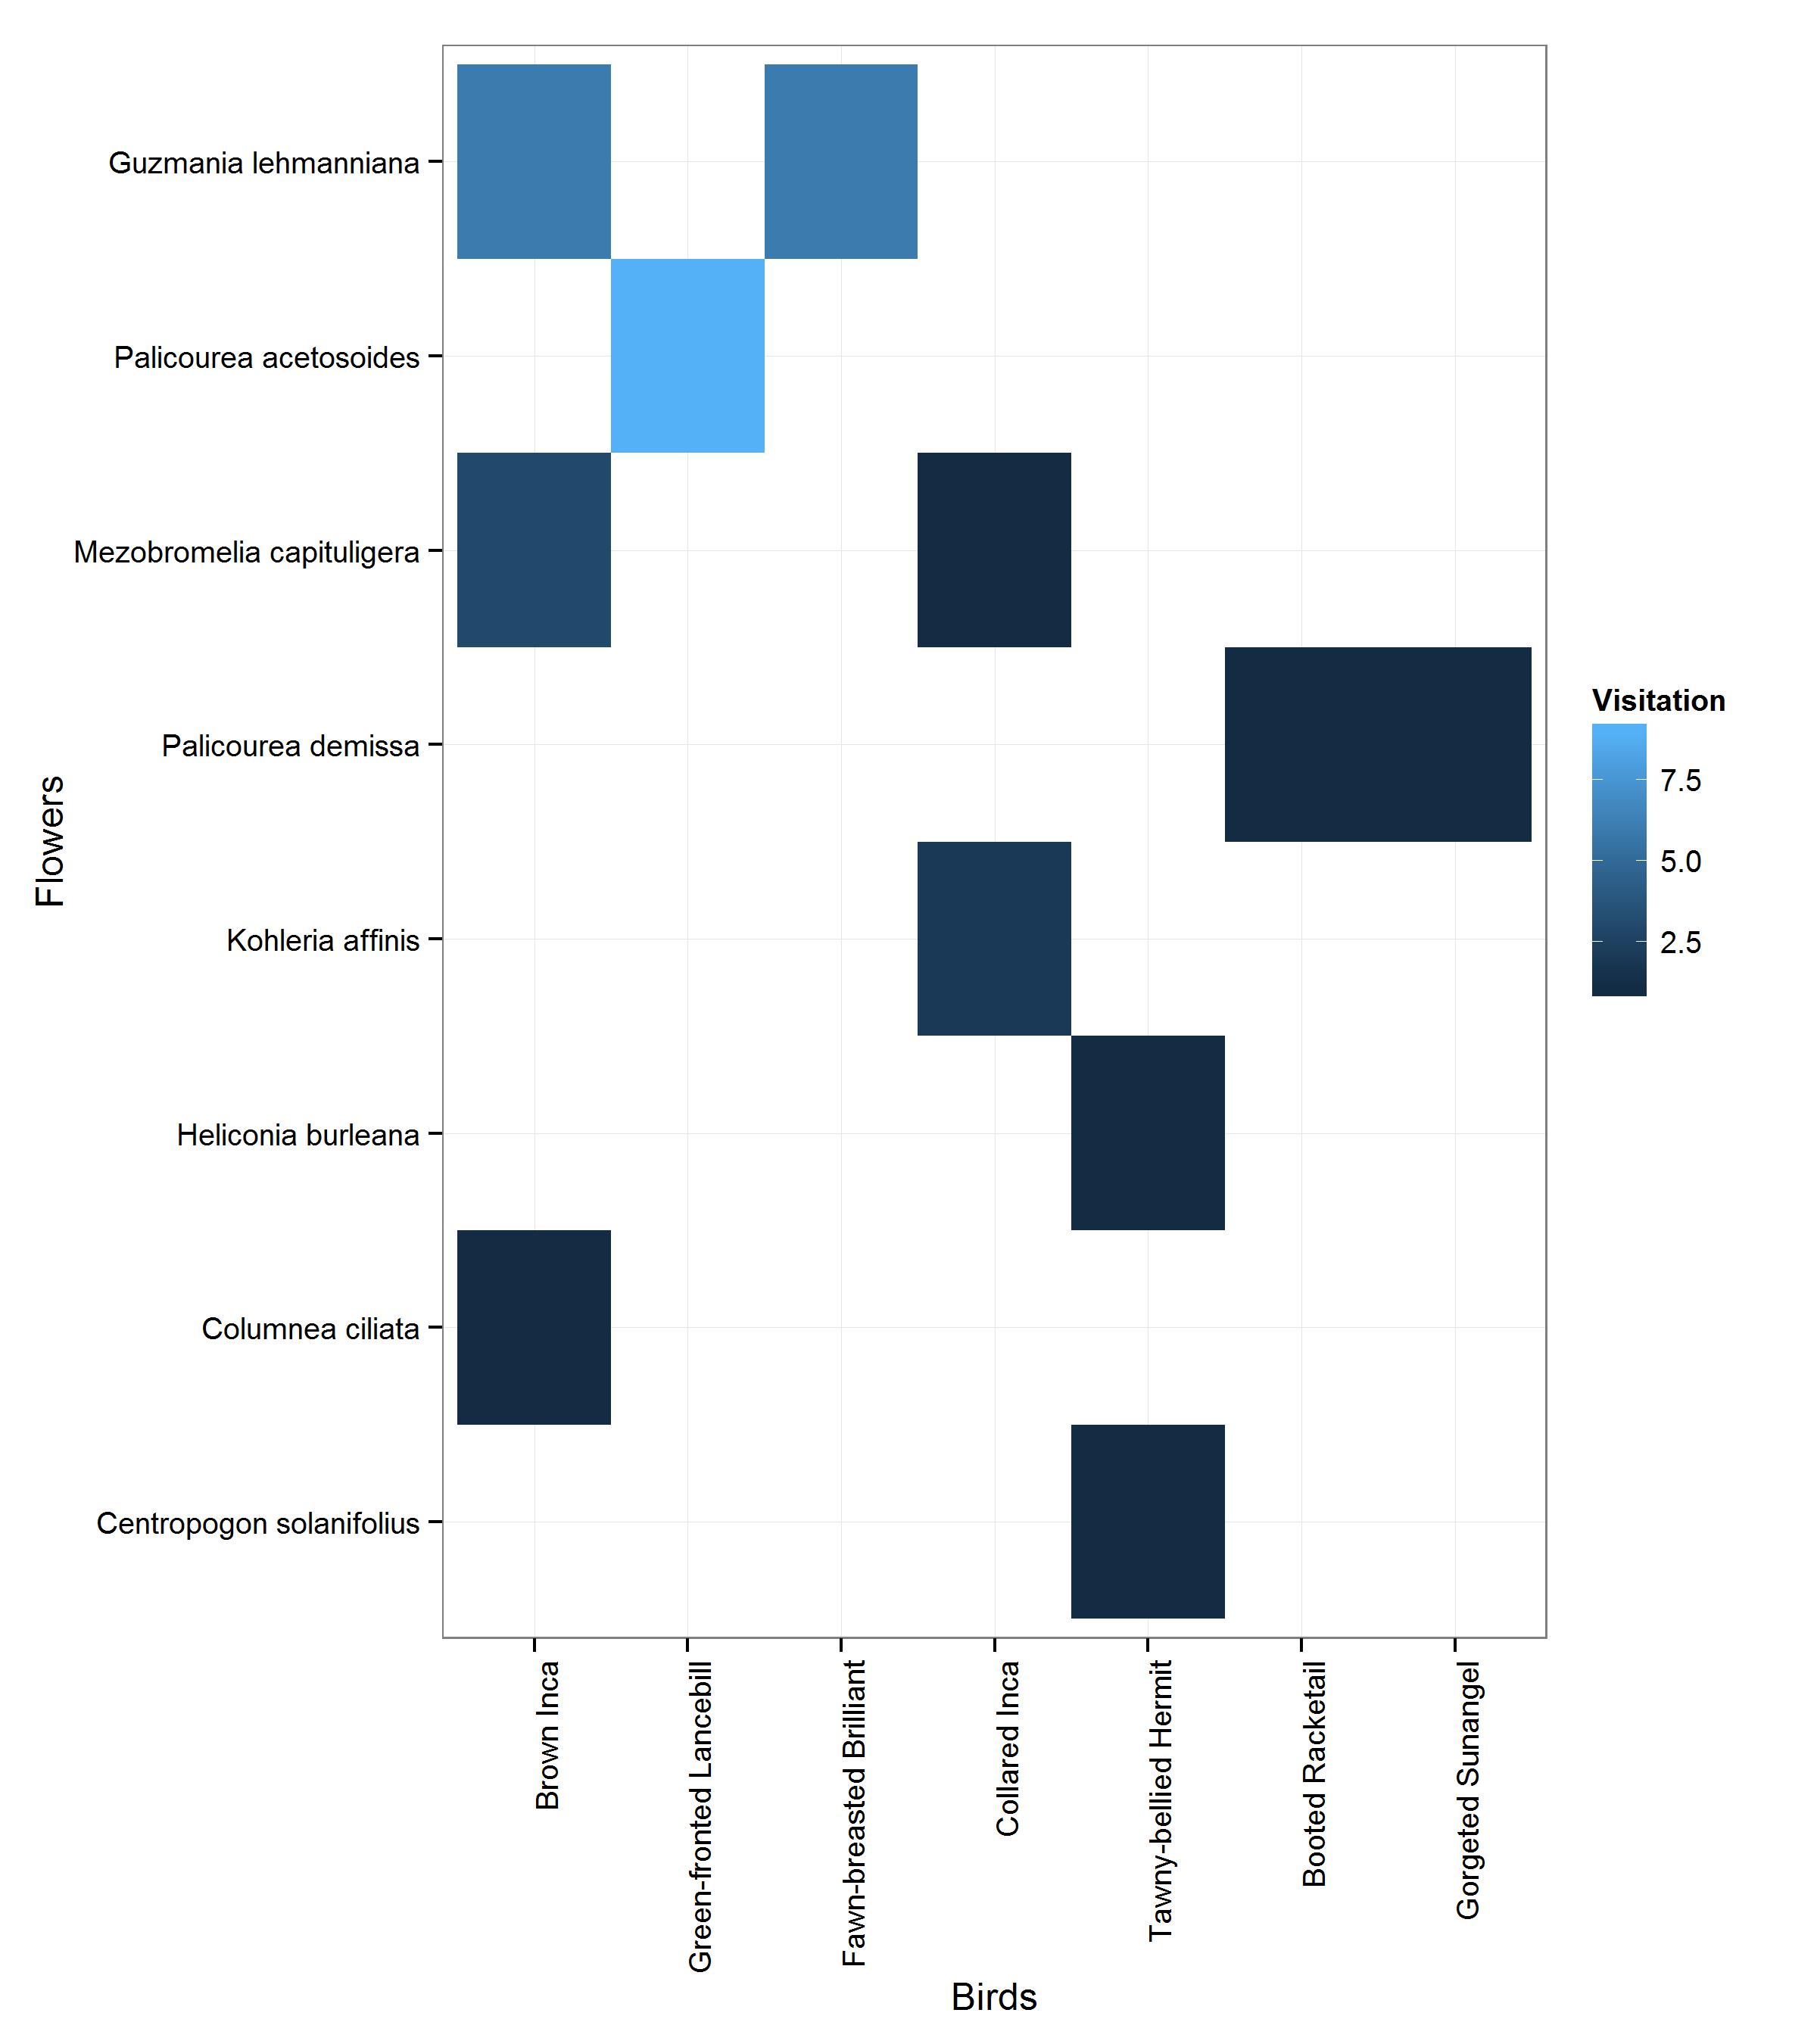 Guzmania lehmanniana
Palicourea acetosoides
Mezobromelia capituligera
Palicourea demissa
Kohleria affinis
Heliconia burleana
Columnea ciliata
Centropogon solanifolius
Flowers
Brown Inca
Green-fronted Lancebill
Fawn-breasted Brilliant
Collared Inca
Tawny-bellied Hermit
Booted Racketail
Gorgeted Sunangel
Birds
Visitation
7.5
5.0
2.5